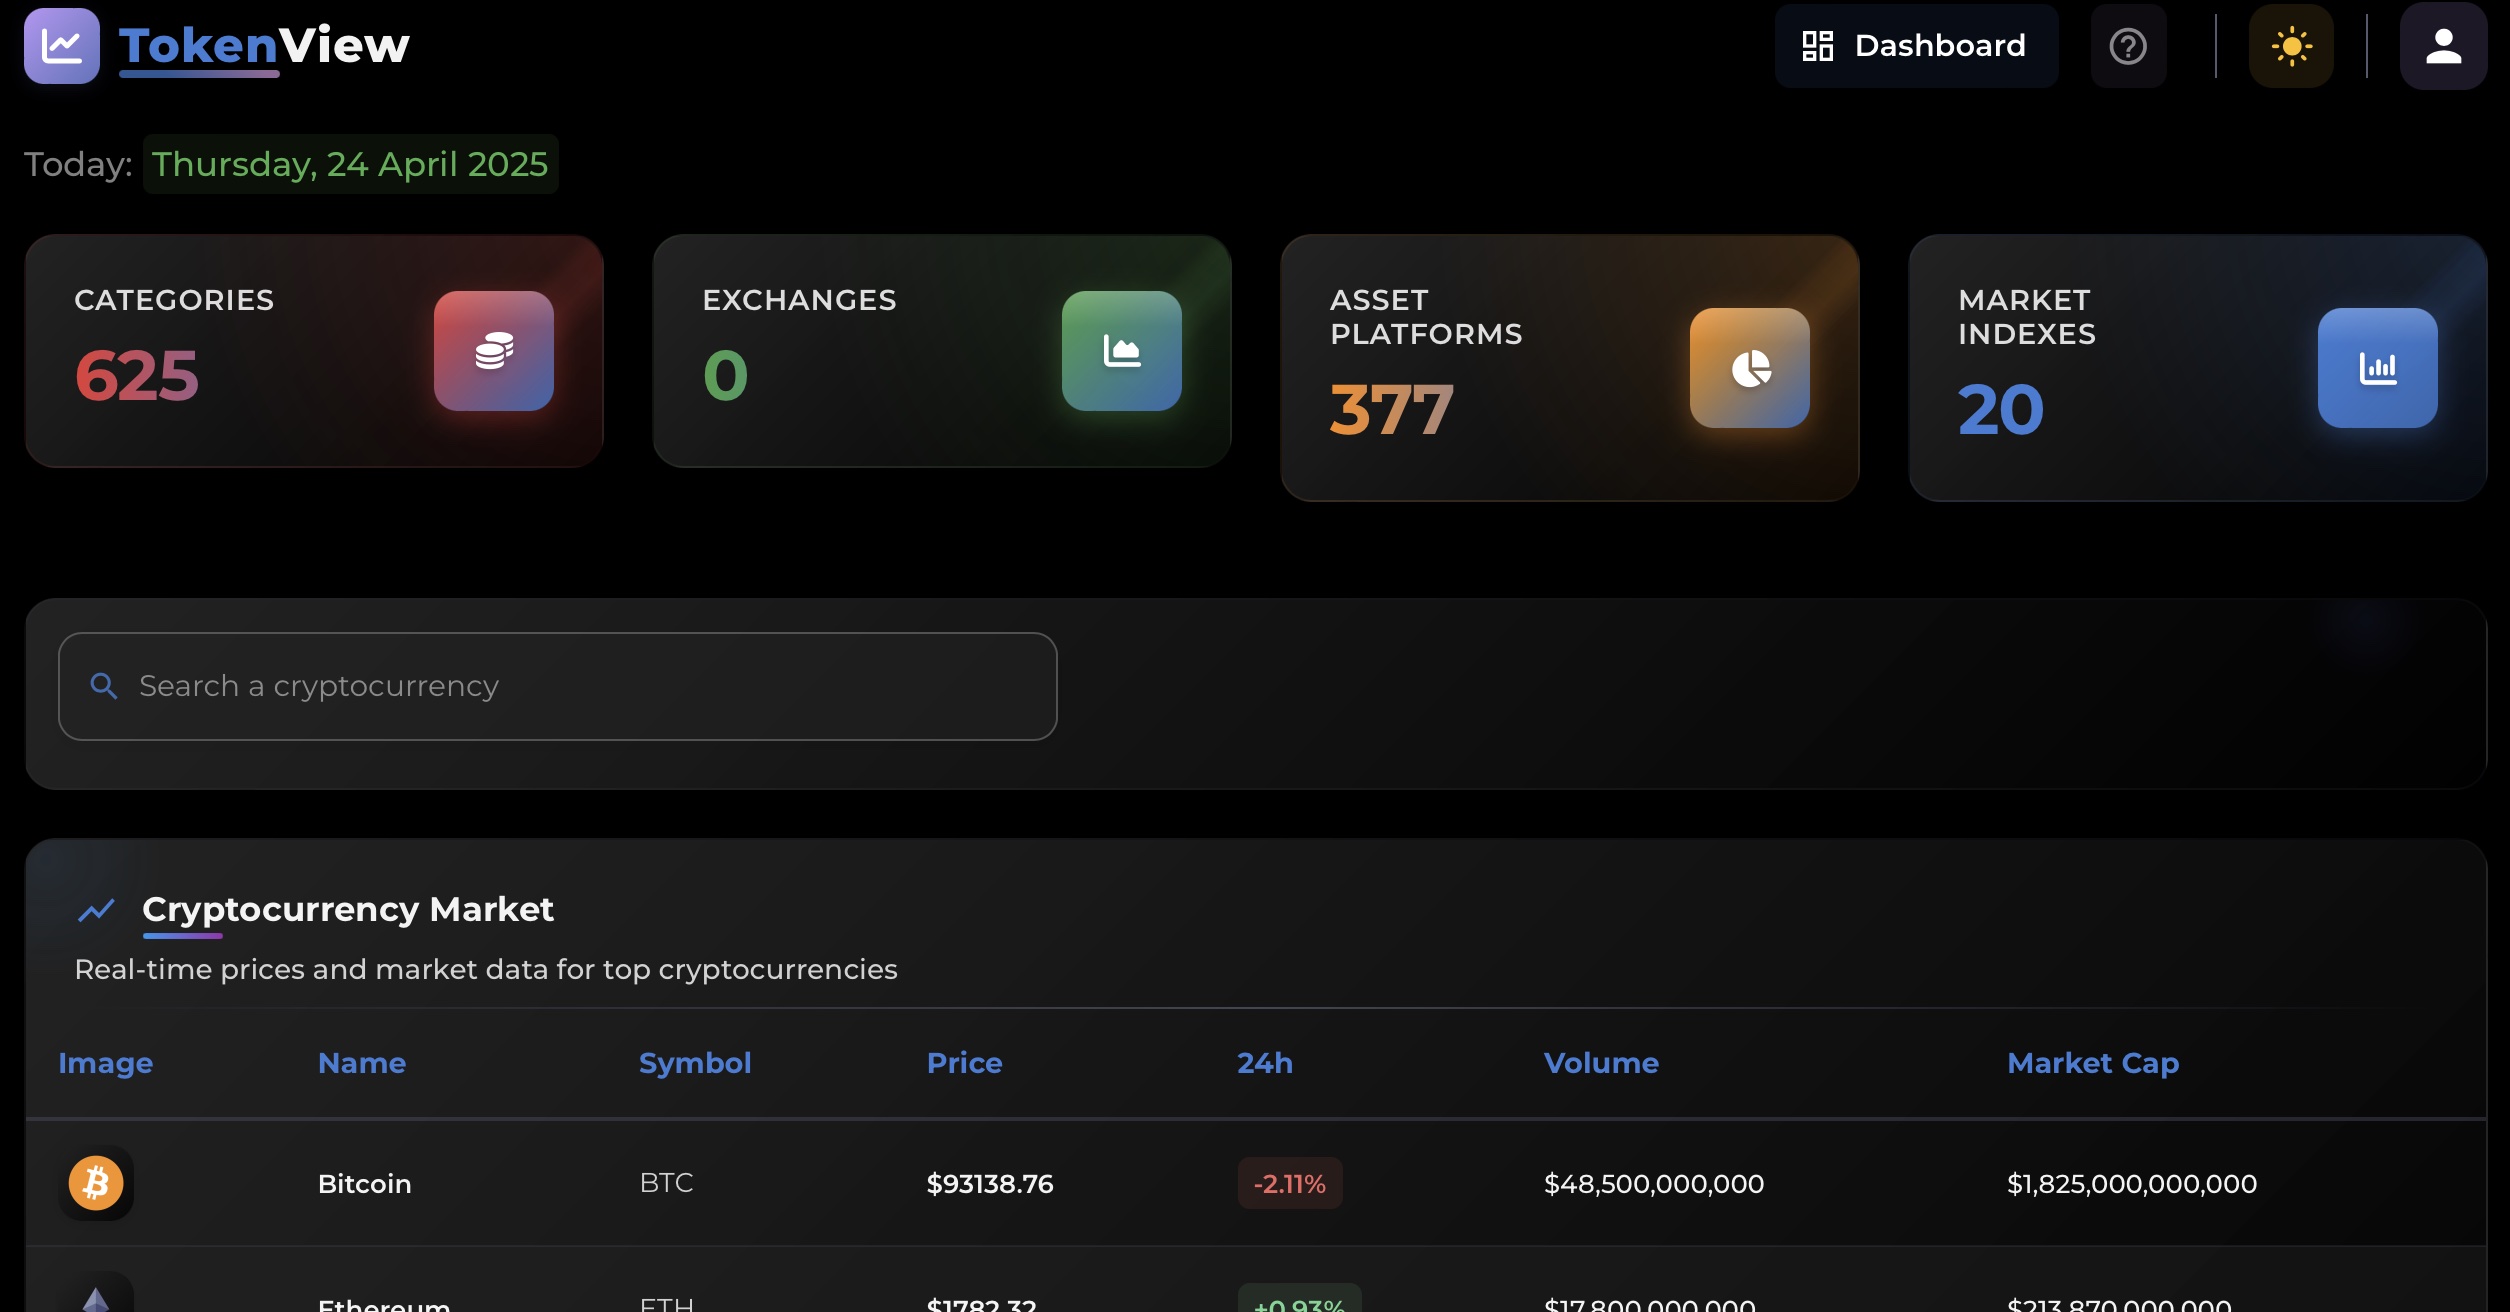 TokenView
Dashboard
Today: Thursday, 24 April 2025
CATEGORIES
625
EXCHANGES
0
ASSET
PLATFORMS
377
MARKET
INDEXES
20
Search a cryptocurrency
Cryptocurrency Market
Real-time prices and market data for top cryptocurrencies
Image Name Symbol Price 24h Volume Market Cap
Bitcoin BTC $93138.76 -2.11% $48,500,000,000 $1,825,000,000,000
Ethereum ETH $1782.32 +0.93% $17,800,000,000 $213,870,000,000